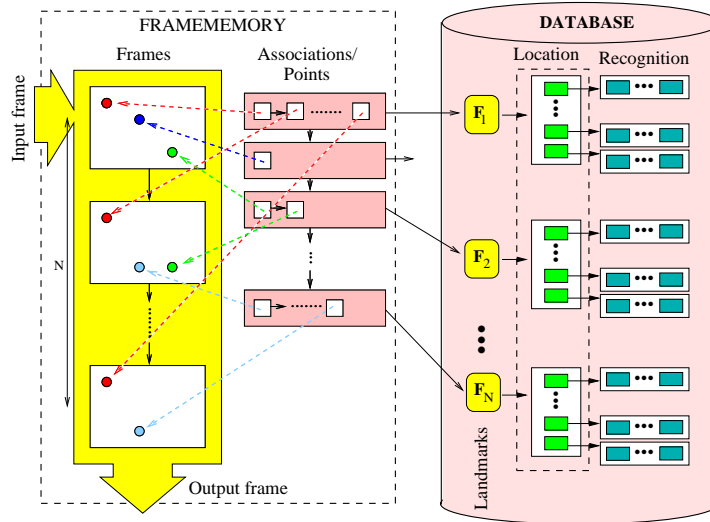 FRAMEMEMORY
DATABASE
Frames
Associations/
Points
Location
Recognition
Input frame
F1
N
F2
FN
Landmarks
Output frame